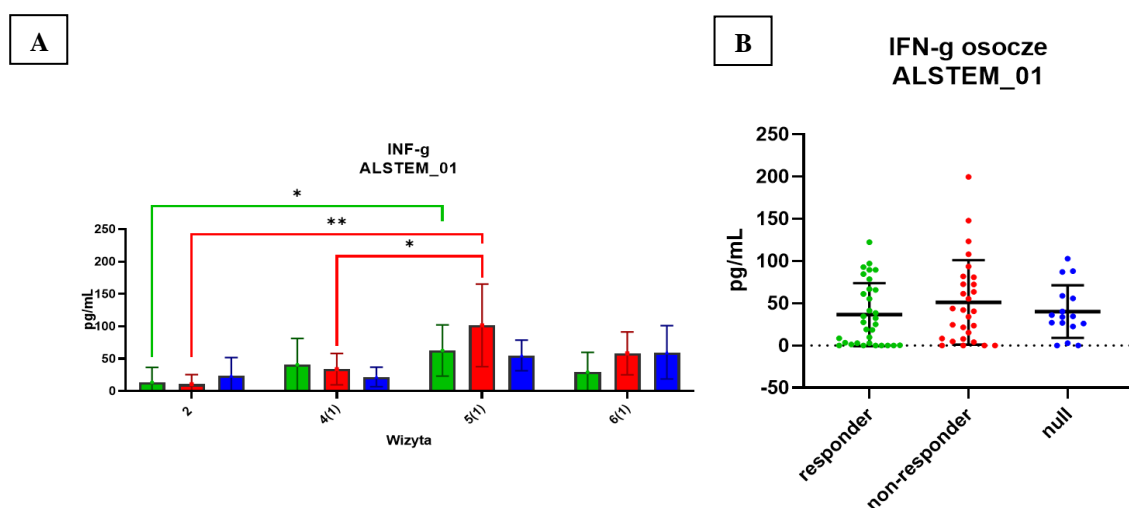 A
INF-g
ALSTEM_01
*
**
*
250
200
150
100
50
0
pg/mL
2
4(1)
5(1)
6(1)
Wizyta
B
IFN-g osocze
ALSTEM_01
250
200
150
100
50
0
-50
pg/mL
responder
non-responder
null